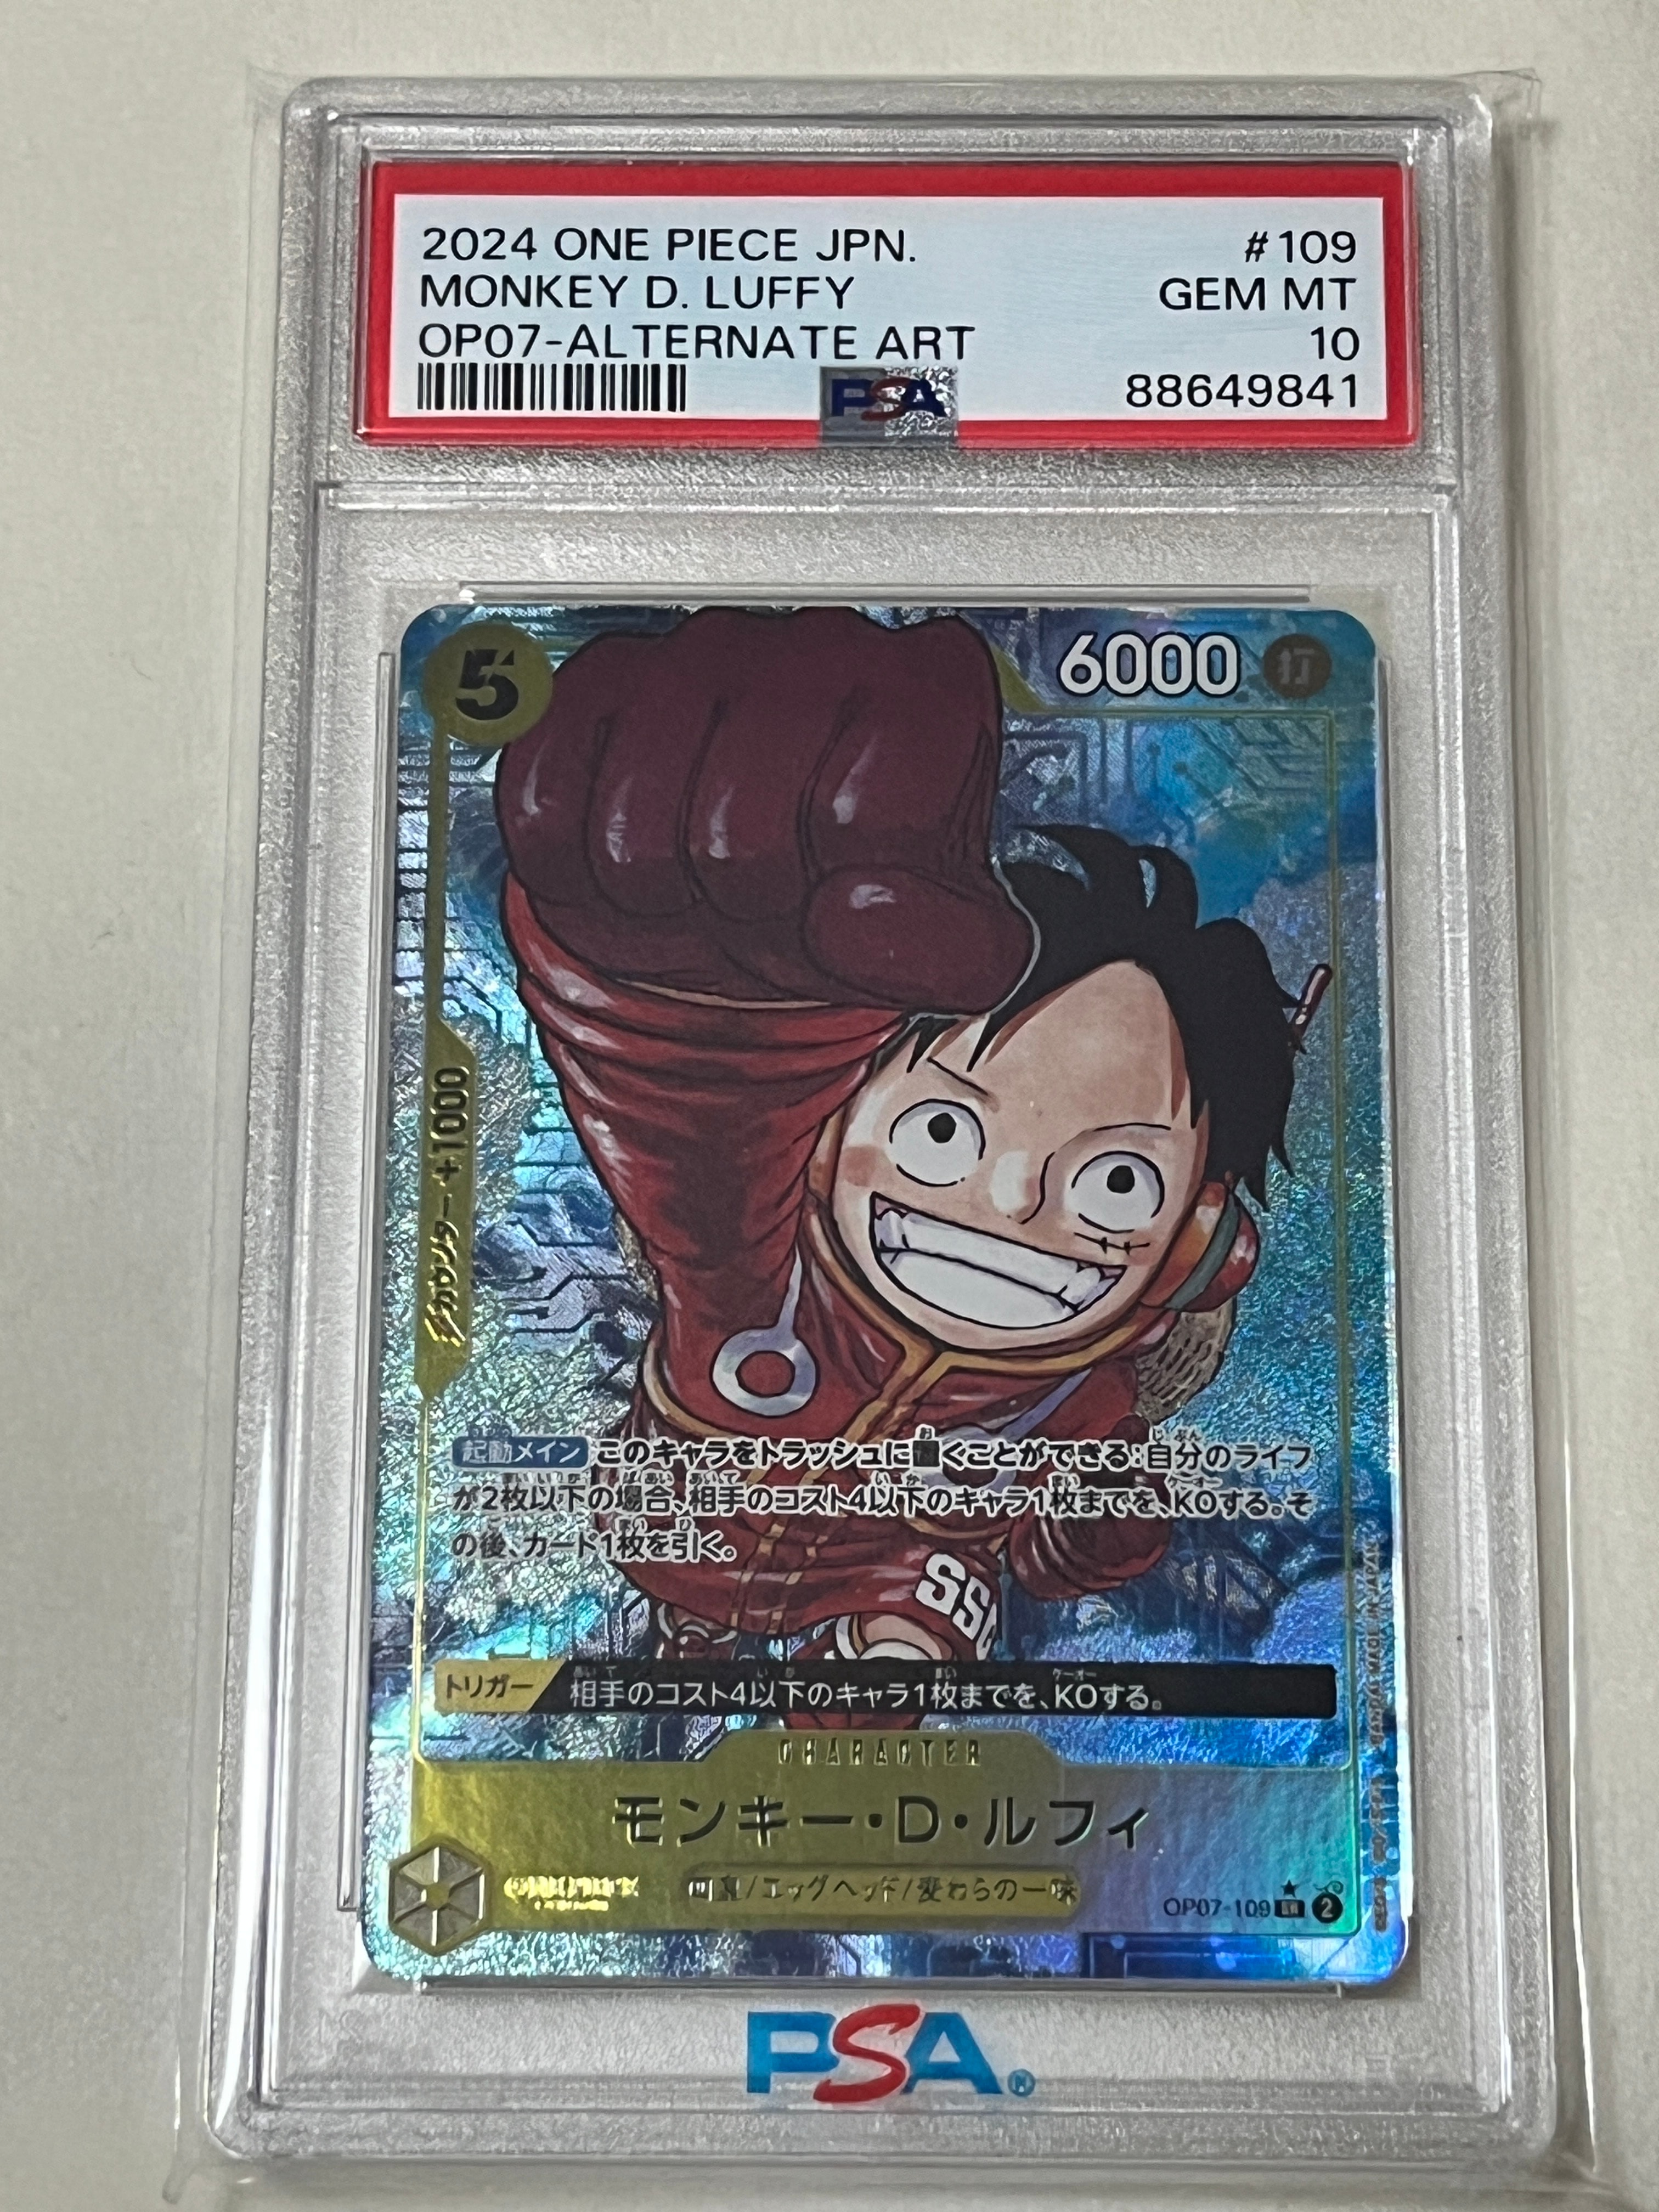 2024 ONE PIECE JPN. #109
MONKEY D. LUFFY GEM MT
OP07-ALTERNATE ART 10
PSA 88649841
5
6000 打
カウンター +1000
起動メイン このキャラをトラッシュに置くことができる:自分のライフ
が2枚以下の場合、相手のコスト4以下のキャラ1枚までを、KOする。そ
の後、カード1枚を引く。
SSG
トリガー 相手のコスト4以下のキャラ1枚までを、KOする。
CHARACTER
モンキー・D・ルフィ
四皇/エッグヘッド/麦わらの一味
OP07-109 2
PSA